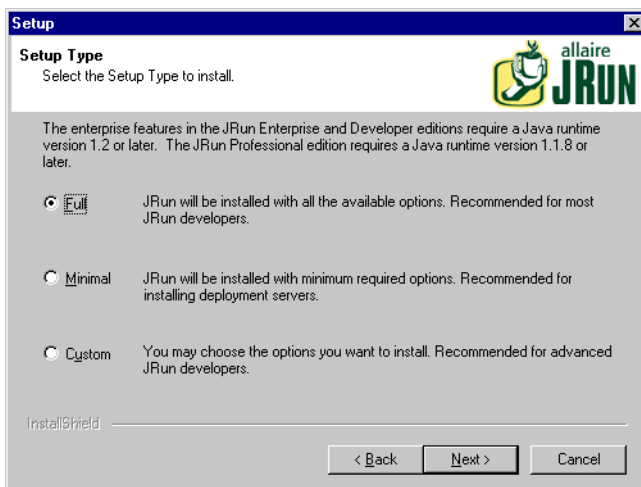 Setup
Setup Type
Select the Setup Type to install.
allaire
JRUN
The enterprise features in the JRun Enterprise and Developer editions require a Java runtime
version 1.2 or later. The JRun Professional edition requires a Java runtime version 1.1.8 or
later.
Full
JRun will be installed with all the available options. Recommended for most
JRun developers.
Minimal
JRun will be installed with minimum required options. Recommended for
installing deployment servers.
Custom
You may choose the options you want to install. Recommended for advanced
JRun developers.
InstallShield
< Back
Next >
Cancel